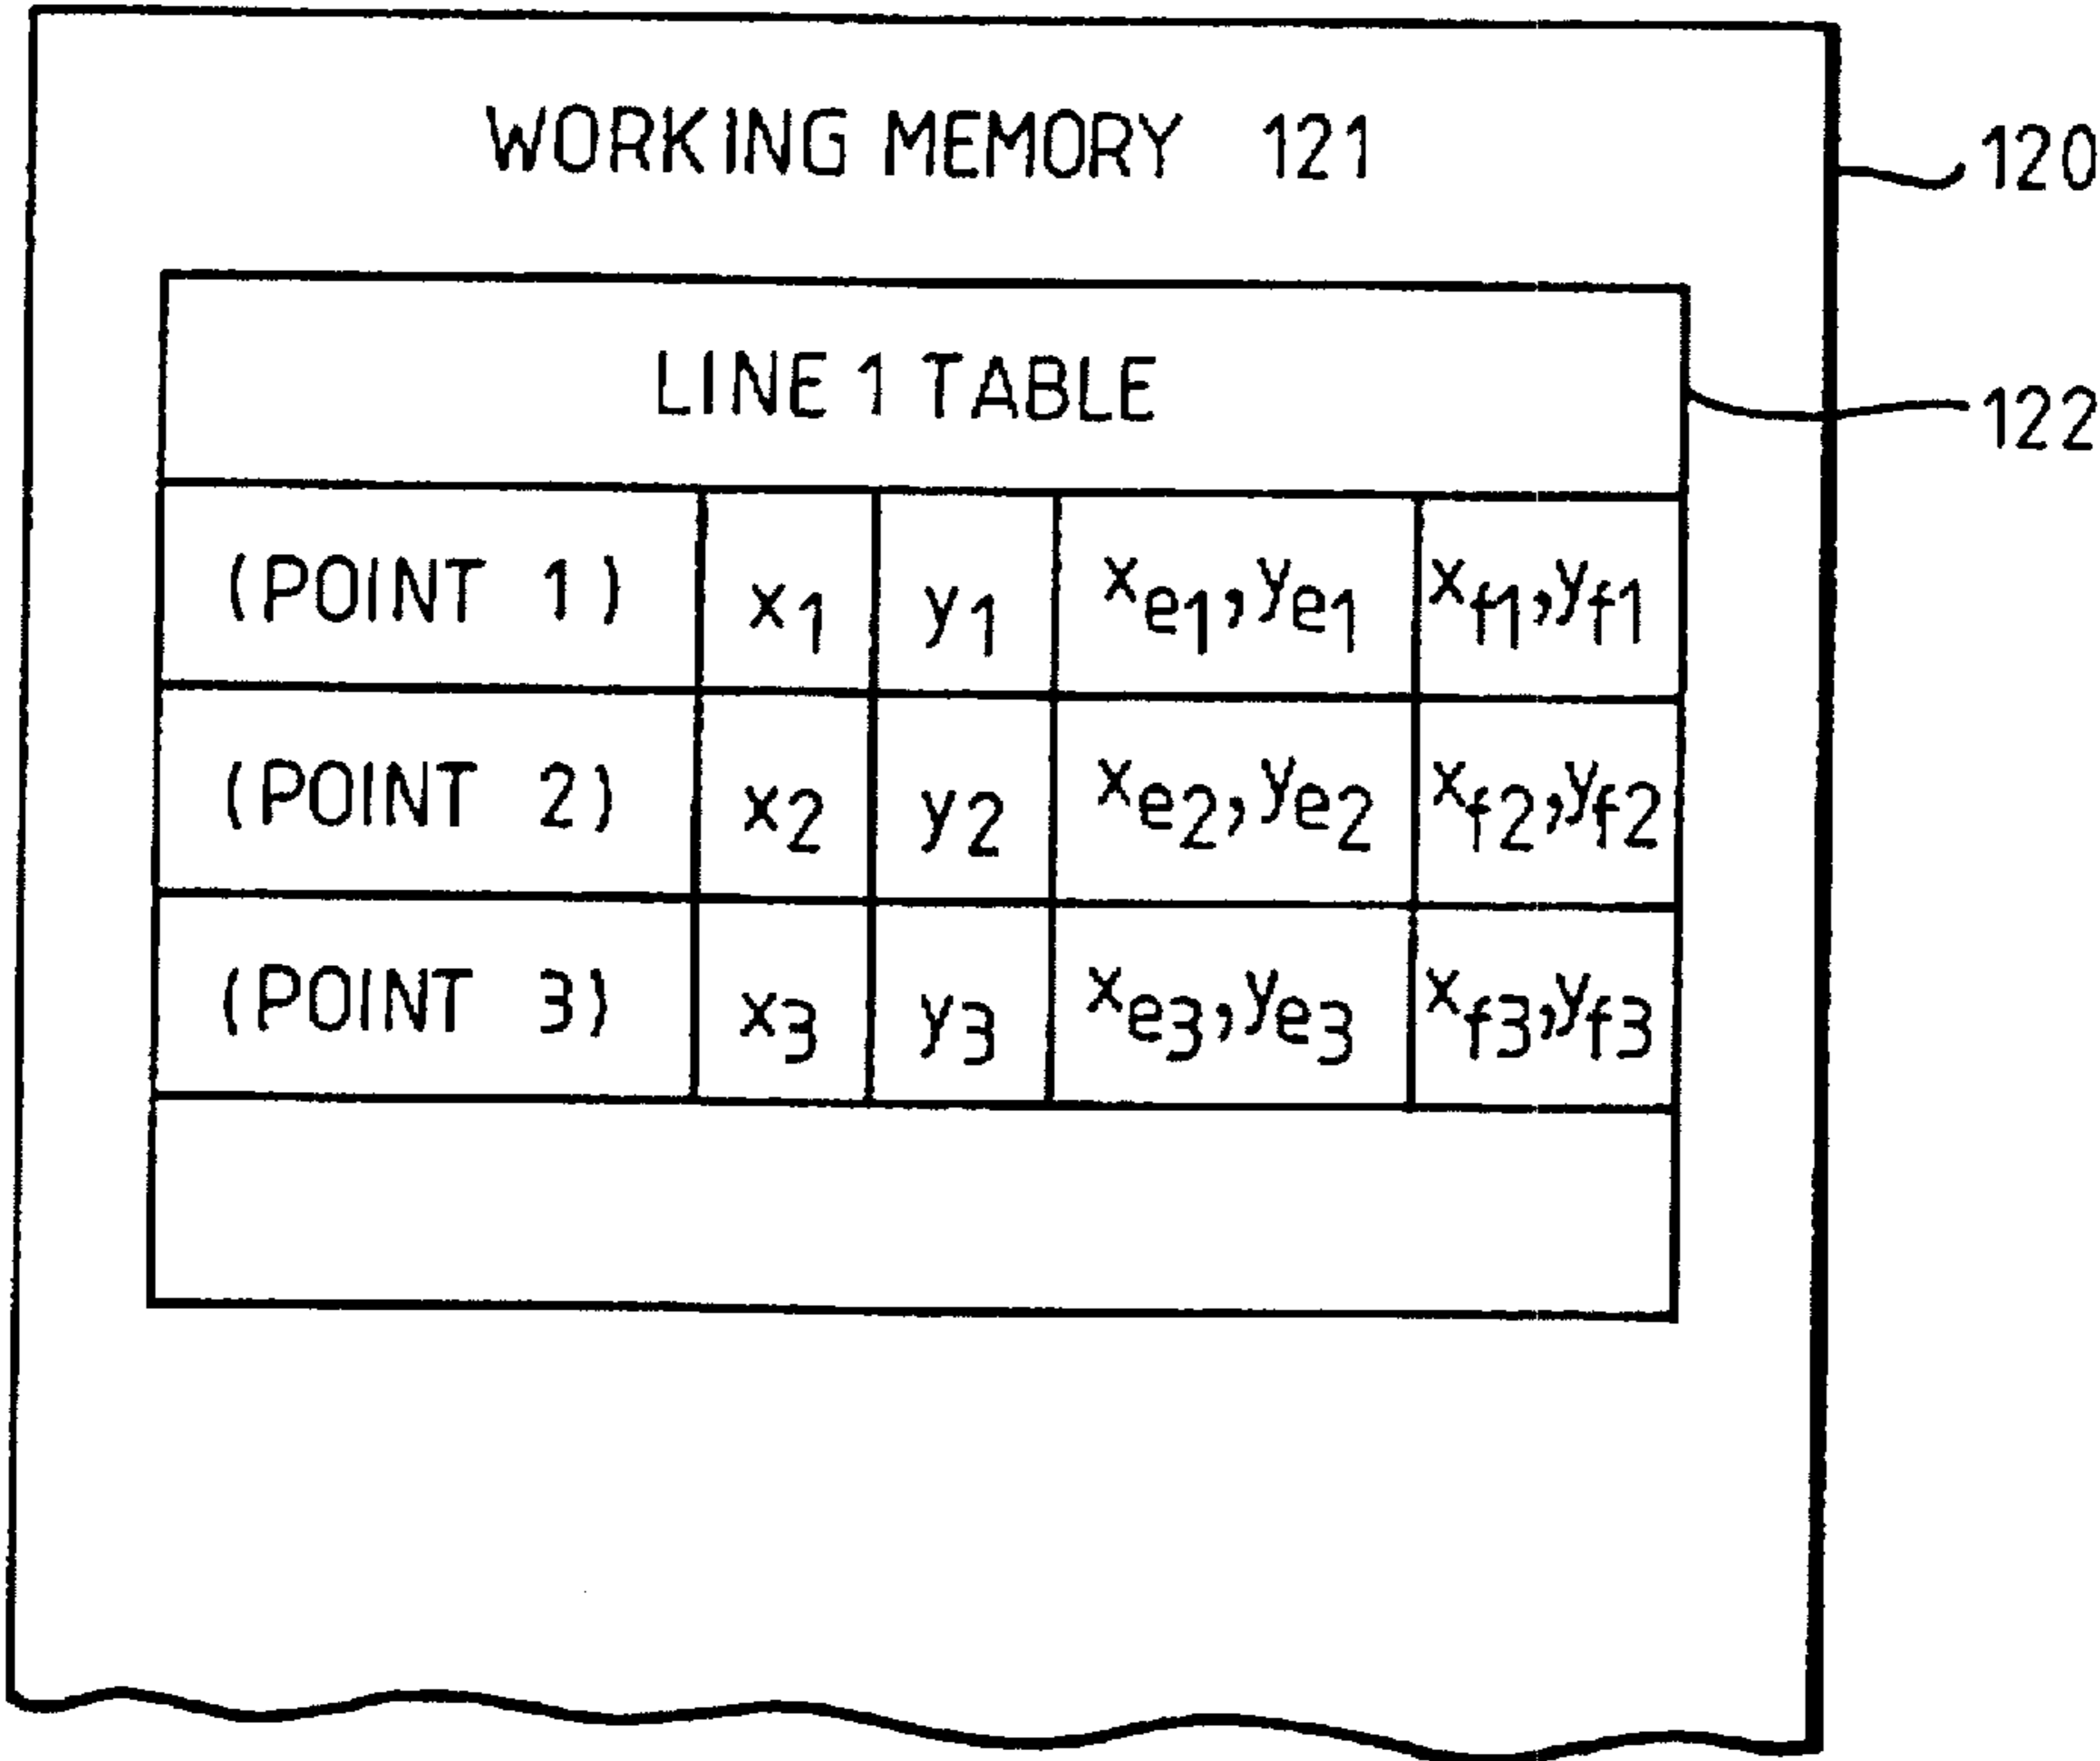 WORKING MEMORY 121
120
LINE 1 TABLE
122
(POINT 1) x1 y1 xe1,ye1 xf1,yf1
(POINT 2) x2 y2 xe2,ye2 xf2,yf2
(POINT 3) x3 y3 xe3,ye3 xf3,yf3